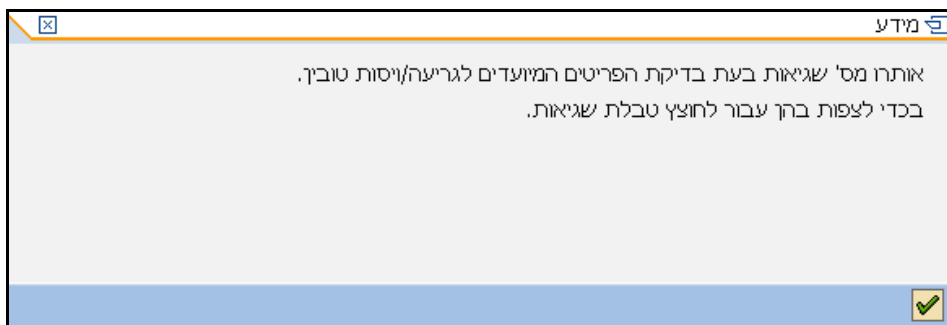 מידע
אותרו מס' שגיאות בעת בדיקת הפריטים המיועדים לגריעה/ויסות טובין.
בכדי לצפות בהן עבור לחוצץ טבלת שגיאות.